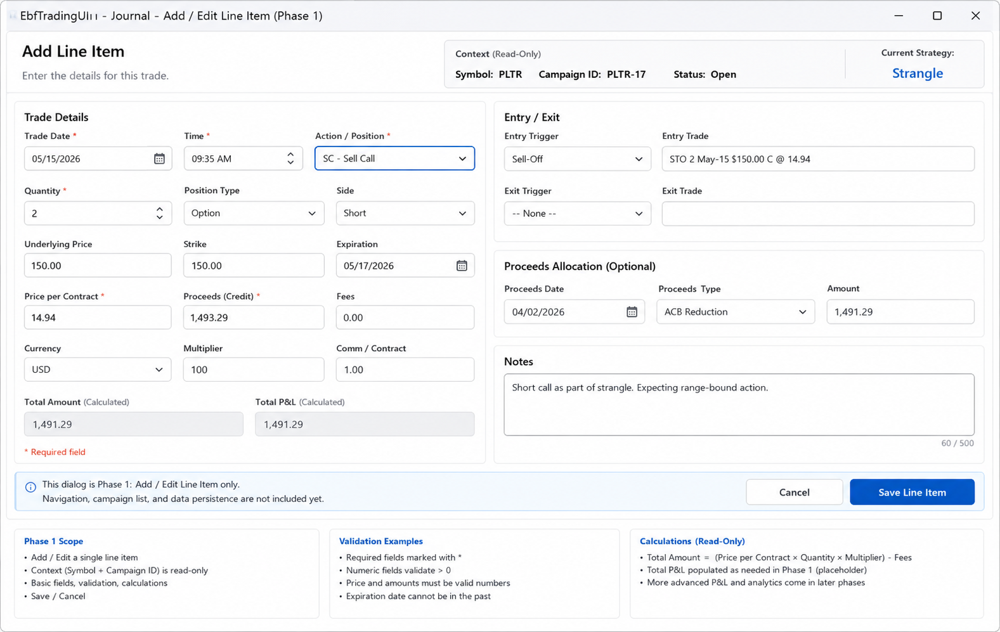 - Journal - Add / Edit Line Item (Phase 1)
Add Line Item
Enter the details for this trade.
Context (Read-Only)
Symbol: PLTR Campaign ID: PLTR-17 Status: Open
Current Strategy:
Strangle
Trade Details
Trade Date * Time * Action / Position *
05/15/2026 09:35 AM SC - Sell Call
Quantity * Position Type Side
2 Option Short
Underlying Price Strike Expiration
150.00 150.00 05/17/2026
Price per Contract * Proceeds (Credit) * Fees
14.94 1,493.29 0.00
Currency Multiplier Comm / Contract
USD 100 1.00
Total Amount (Calculated) Total P&L (Calculated)
1,491.29 1,491.29
* Required field
Entry / Exit
Entry Trigger Entry Trade
Sell-Off STO 2 May-15 $150.00 C @ 14.94
Exit Trigger Exit Trade
-- None --
Proceeds Allocation (Optional)
Proceeds Date Proceeds Type Amount
04/02/2026 ACB Reduction 1,491.29
Notes
Short call as part of strangle. Expecting range-bound action.
60 / 500
This dialog is Phase 1: Add / Edit Line Item only.
Navigation, campaign list, and data persistence are not included yet.
Cancel Save Line Item
Phase 1 Scope
• Add / Edit a single line item
• Context (Symbol + Campaign ID) is read-only
• Basic fields, validation, calculations
• Save / Cancel
Validation Examples
• Required fields marked with *
• Numeric fields validate > 0
• Price and amounts must be valid numbers
• Expiration date cannot be in the past
Calculations (Read-Only)
• Total Amount = (Price per Contract × Quantity × Multiplier) - Fees
• Total P&L populated as needed in Phase 1 (placeholder)
• More advanced P&L and analytics come in later phases